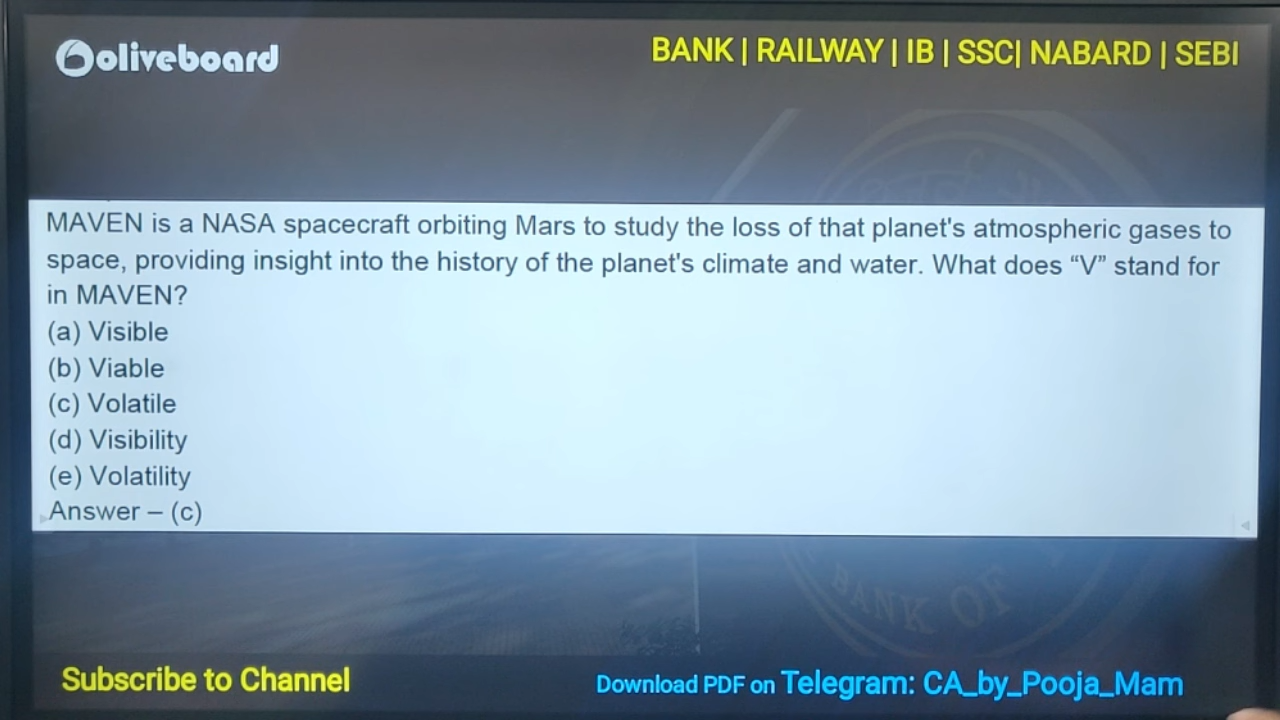 oliveboard
BANK | RAILWAY | IB | SSC| NABARD | SEBI
MAVEN is a NASA spacecraft orbiting Mars to study the loss of that planet's atmospheric gases to
space, providing insight into the history of the planet's climate and water. What does “V” stand for
in MAVEN?
(a) Visible
(b) Viable
(c) Volatile
(d) Visibility
(e) Volatility
Answer – (c)
BANK OF
Subscribe to Channel
Download PDF on Telegram: CA_by_Pooja_Mam